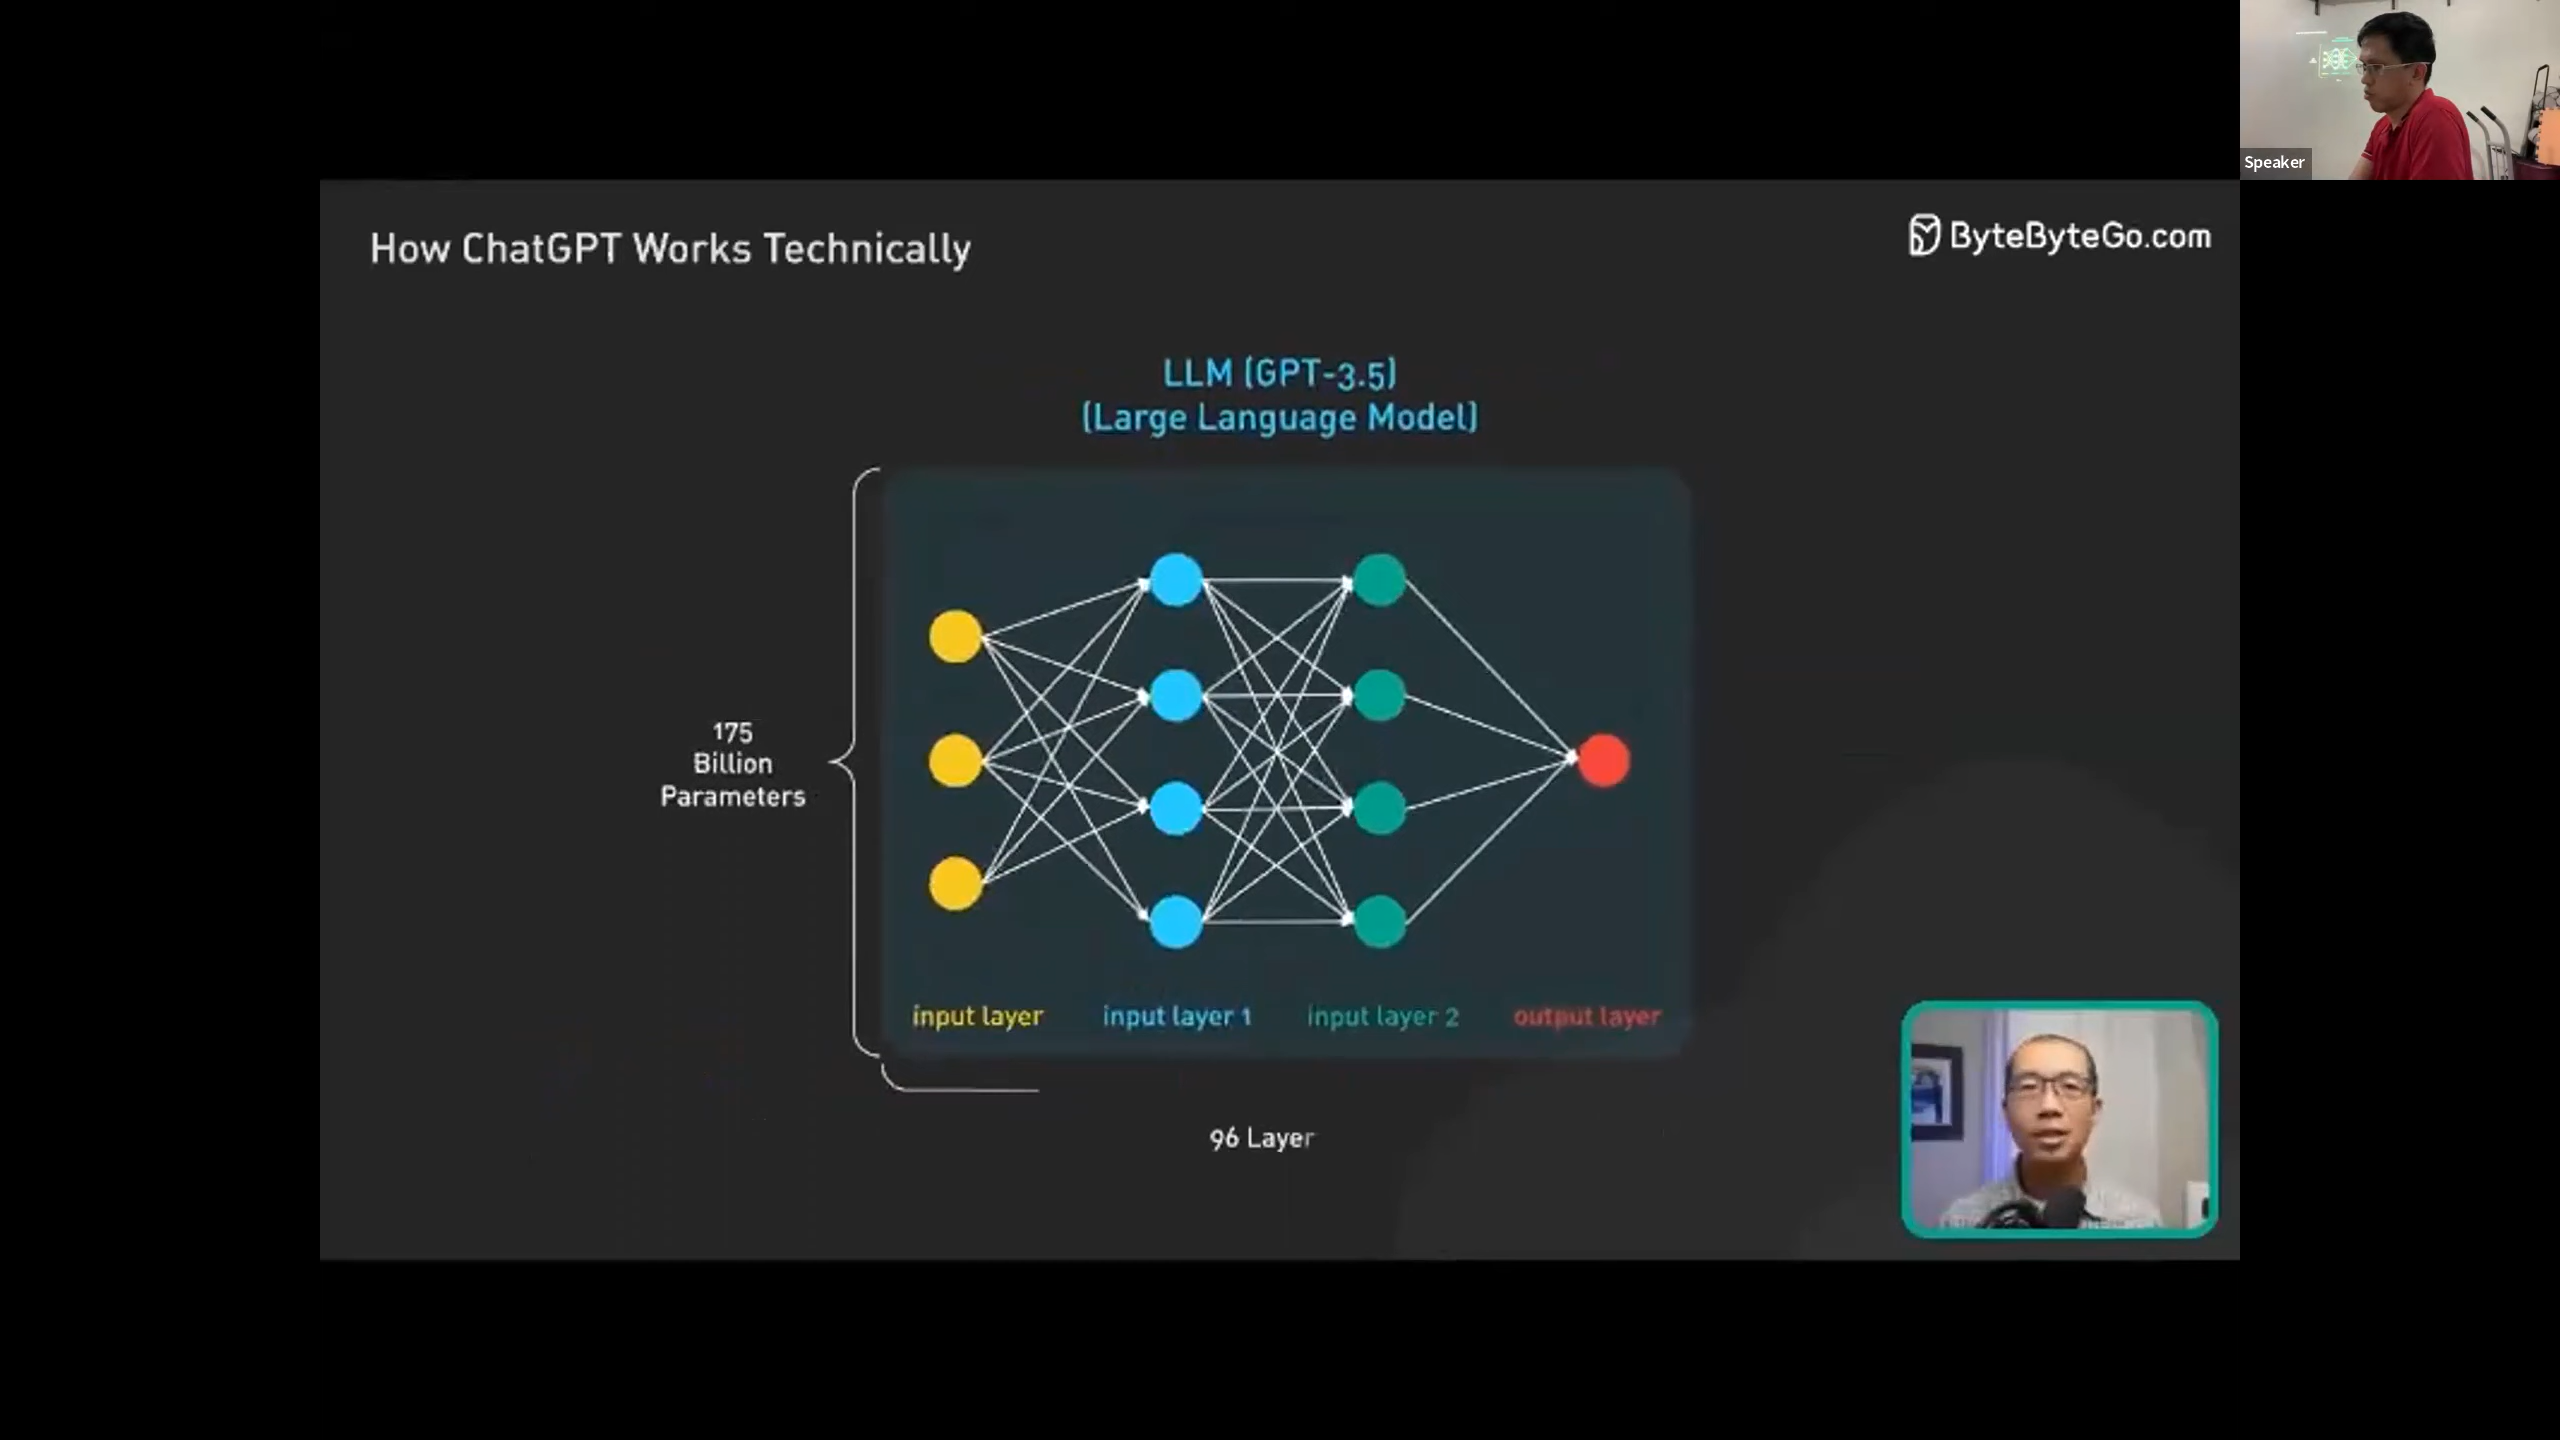 Speaker
How ChatGPT Works Technically
ByteByteGo.com
LLM (GPT-3.5)
(Large Language Model)
175
Billion
Parameters
input layer
input layer 1
input layer 2
output layer
96 Layer